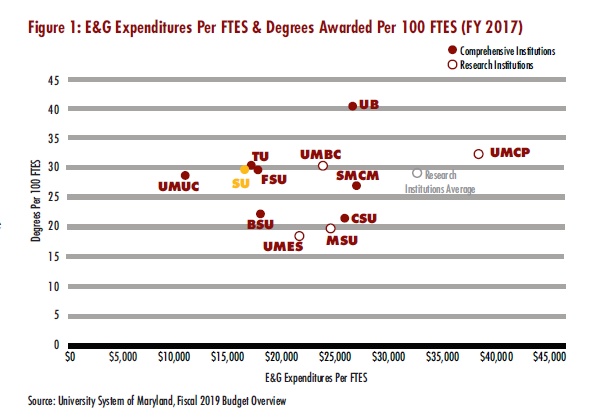 Figure 1: E&G Expenditures Per FTES & Degrees Awarded Per 100 FTES (FY 2017)
Comprehensive Institutions
Research Institutions
45
40
35
30
25
20
15
10
5
0
Degrees Per 100 FTES
UB
TU
UMBC
UMCP
UMUC
SU
FSU
SMCM
Research
Institutions Average
BSU
CSU
UMES
MSU
$0
$5,000
$10,000
$15,000
$20,000
$25,000
$30,000
$35,000
$40,000
$45,000
E&G Expenditures Per FTES
Source: University System of Maryland, Fiscal 2019 Budget Overview